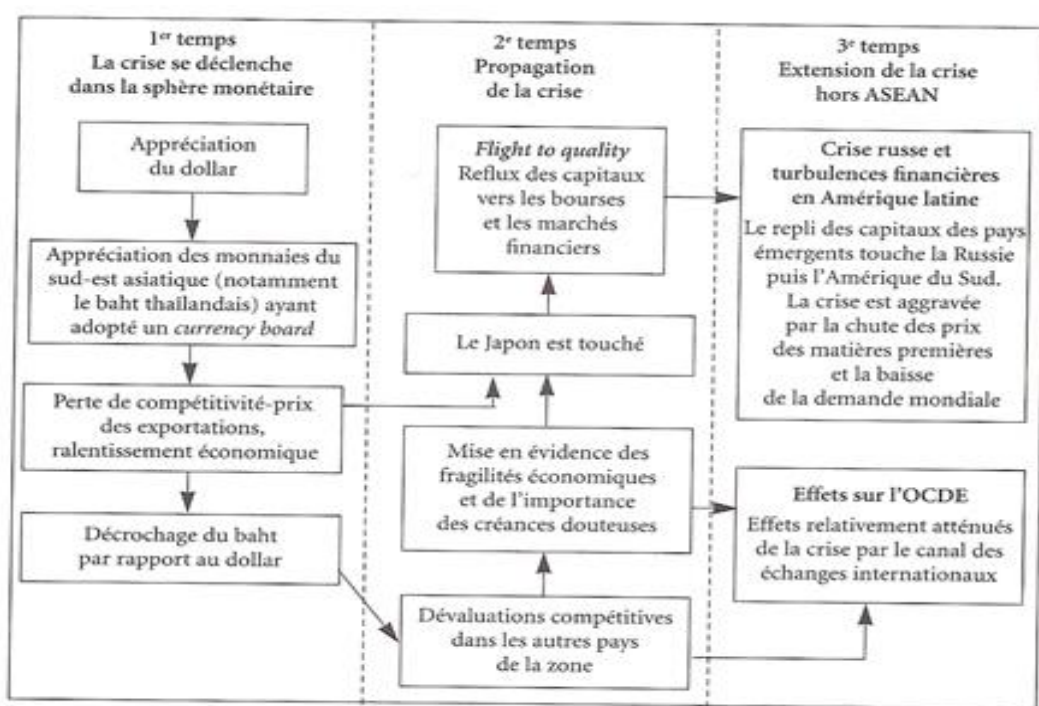 1er temps
La crise se déclenche
dans la sphère monétaire
Appréciation
du dollar
Appréciation des monnaies du
sud-est asiatique (notamment
le baht thaïlandais) ayant
adopté un currency board
Perte de compétitivité-prix
des exportations,
ralentissement économique
Décrochage du baht
par rapport au dollar
2e temps
Propagation
de la crise
Flight to quality
Reflux des capitaux
vers les bourses
et les marchés
financiers
Le Japon est touché
Mise en évidence des
fragilités économiques
et de l'importance
des créances douteuses
Dévaluations compétitives
dans les autres pays
de la zone
3e temps
Extension de la crise
hors ASEAN
Crise russe et
turbulences financières
en Amérique latine
Le repli des capitaux des pays
émergents touche la Russie
puis l'Amérique du Sud.
La crise est aggravée
par la chute des prix
des matières premières
et la baisse
de la demande mondiale
Effets sur l'OCDE
Effets relativement atténués
de la crise par le canal des
échanges internationaux